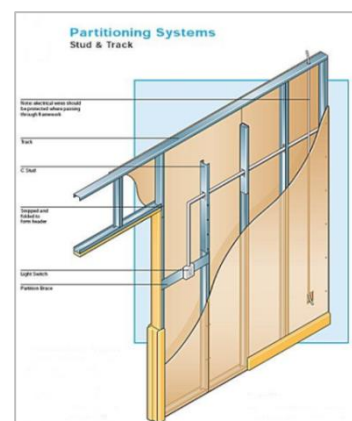 Partitioning Systems
Stud & Track
Note: electrical wires should
be protected when passing
through framework
Track
C Stud
Snipped and
folded to
form header
Light Switch
Partition Brace